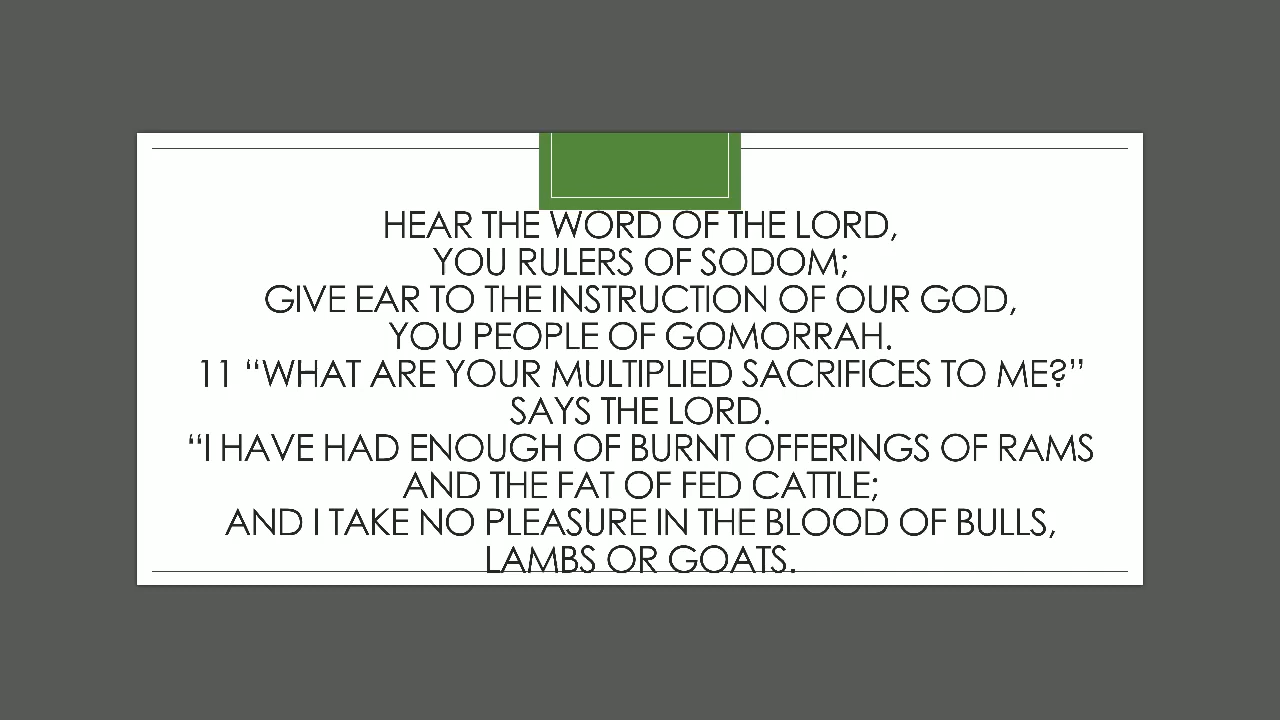 HEAR THE WORD OF THE LORD,
YOU RULERS OF SODOM;
GIVE EAR TO THE INSTRUCTION OF OUR GOD,
YOU PEOPLE OF GOMORRAH.
11 “WHAT ARE YOUR MULTIPLIED SACRIFICES TO ME?”
SAYS THE LORD.
“I HAVE HAD ENOUGH OF BURNT OFFERINGS OF RAMS
AND THE FAT OF FED CATTLE;
AND I TAKE NO PLEASURE IN THE BLOOD OF BULLS,
LAMBS OR GOATS.